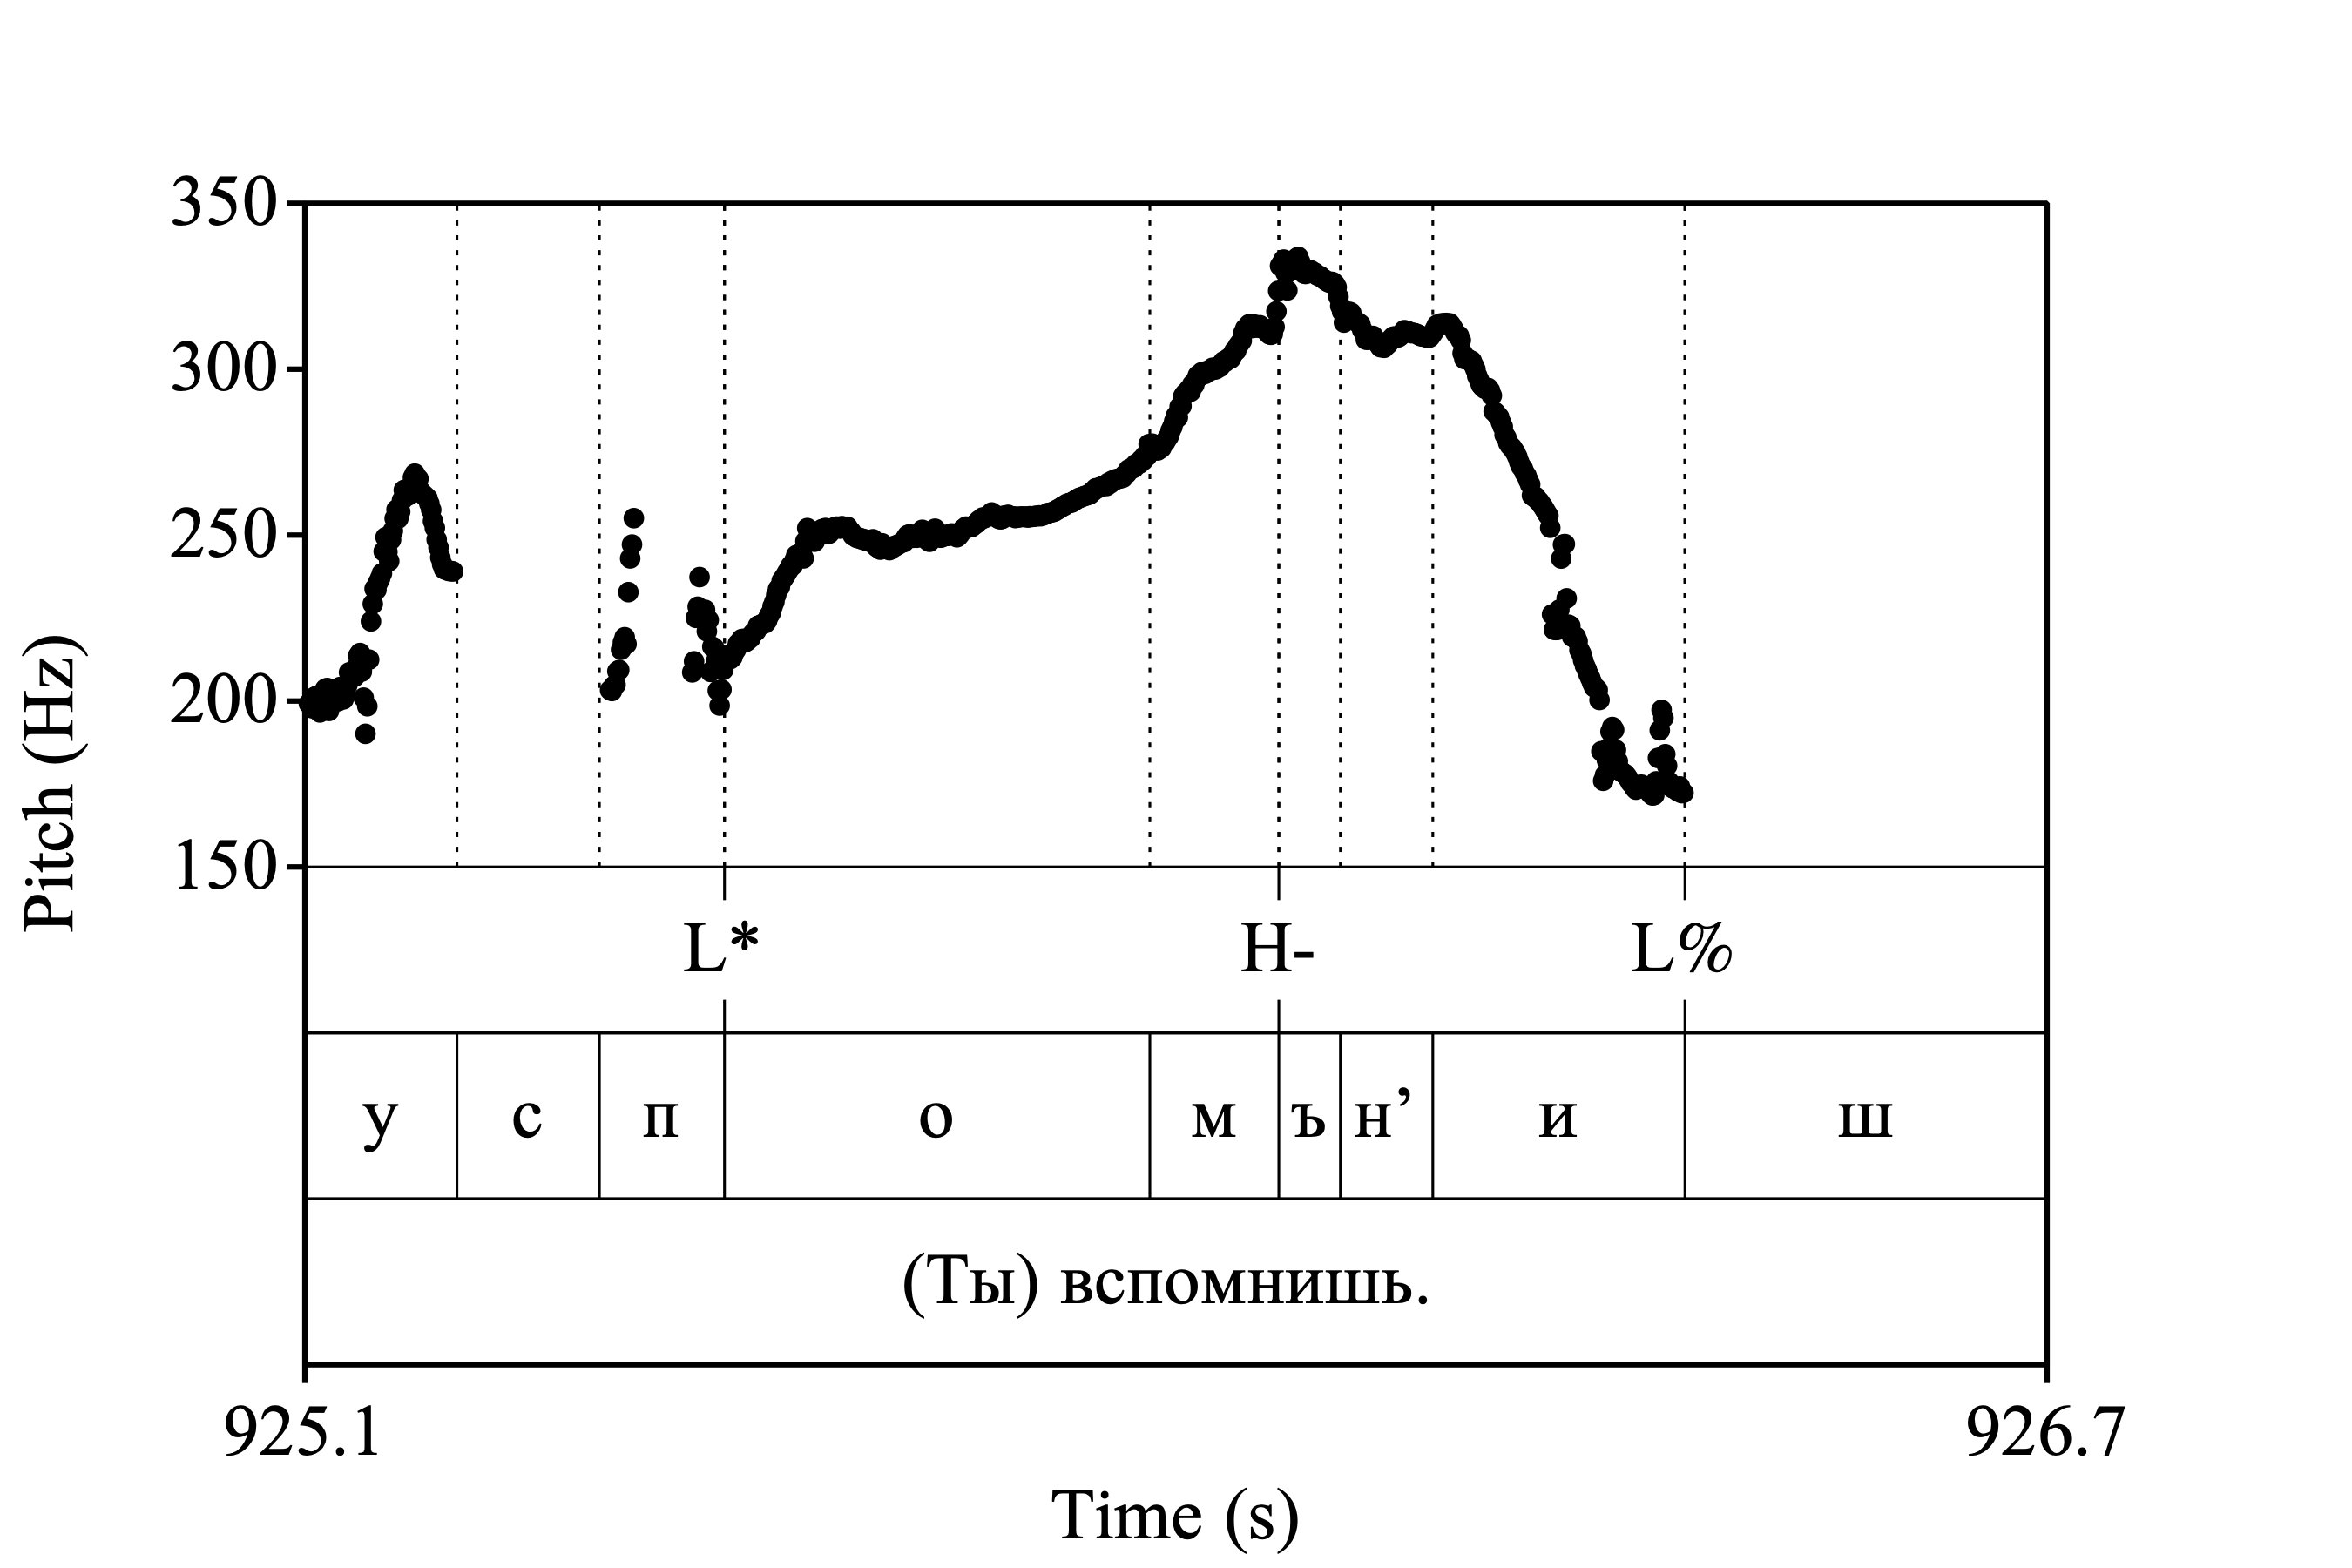 350
300
250
200
150
Pitch (Hz)
L* H- L%
у с п о м ъ н’ и ш
(Ты) вспомнишь.
925.1 926.7
Time (s)